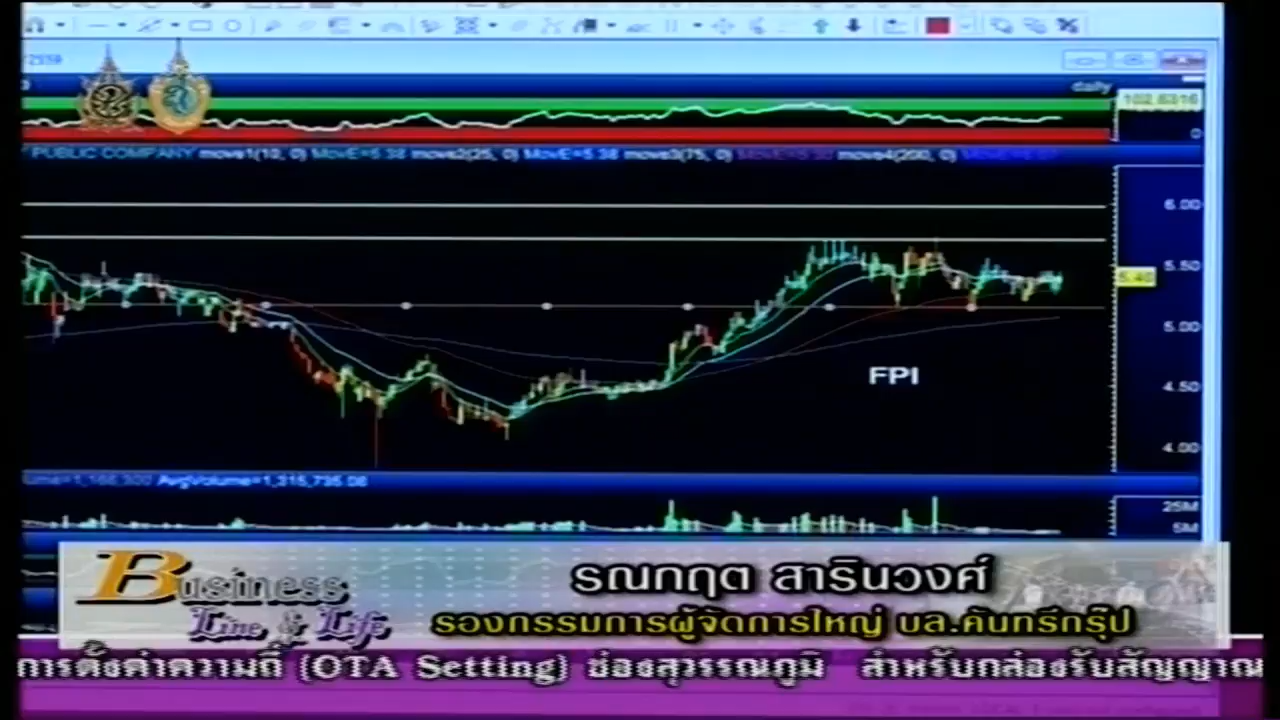 daily
102.6316
0
PUBLIC COMPANY move1(10, 0) MovE=5.38 move2(25, 0) MovE=5.38 move3(75, 0) move4(200, 0)
6.00
5.50
5.40
5.00
FPI
4.50
4.00
AvgVolume=1,315,735.08
25M
5M
Business
Line & Life
รณกฤต สารินวงศ์
รองกรรมการผู้จัดการใหญ่ บล.คันทรี่กรุ๊ป
การตั้งค่าความถี่ (OTA Setting) ช่องสุวรรณภูมิ สำหรับกล่องรับสัญญาณ